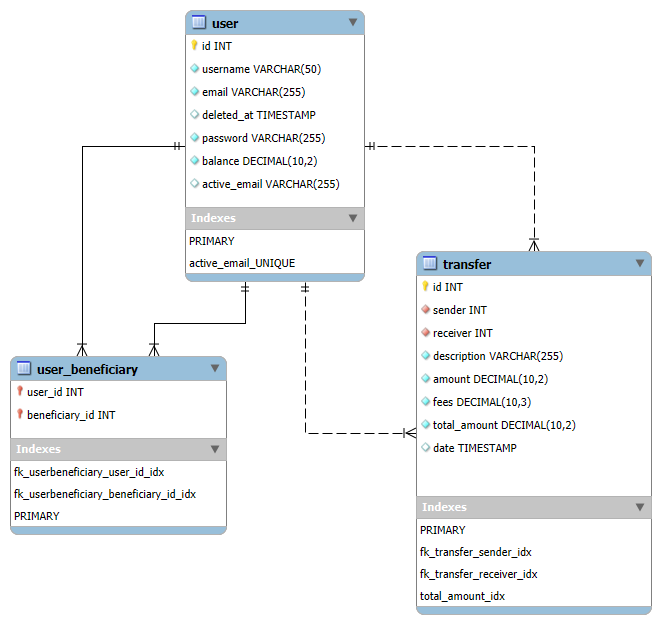 user
id INT
username VARCHAR(50)
email VARCHAR(255)
deleted_at TIMESTAMP
password VARCHAR(255)
balance DECIMAL(10,2)
active_email VARCHAR(255)
Indexes
PRIMARY
active_email_UNIQUE
transfer
id INT
sender INT
receiver INT
description VARCHAR(255)
amount DECIMAL(10,2)
fees DECIMAL(10,3)
total_amount DECIMAL(10,2)
date TIMESTAMP
Indexes
PRIMARY
fk_transfer_sender_idx
fk_transfer_receiver_idx
total_amount_idx
user_beneficiary
user_id INT
beneficiary_id INT
Indexes
fk_userbeneficiary_user_id_idx
fk_userbeneficiary_beneficiary_id_idx
PRIMARY